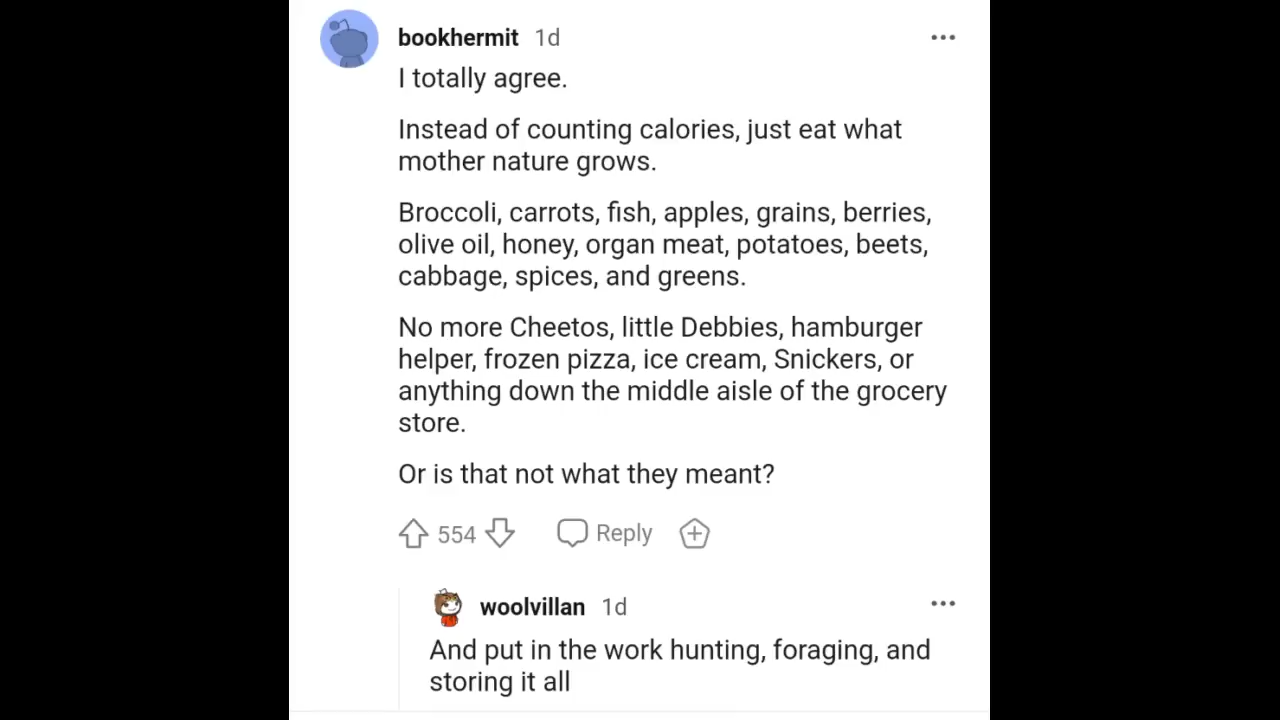 bookhermit 1d
I totally agree.
Instead of counting calories, just eat what
mother nature grows.
Broccoli, carrots, fish, apples, grains, berries,
olive oil, honey, organ meat, potatoes, beets,
cabbage, spices, and greens.
No more Cheetos, little Debbies, hamburger
helper, frozen pizza, ice cream, Snickers, or
anything down the middle aisle of the grocery
store.
Or is that not what they meant?
554 Reply
woolvillan 1d
And put in the work hunting, foraging, and
storing it all